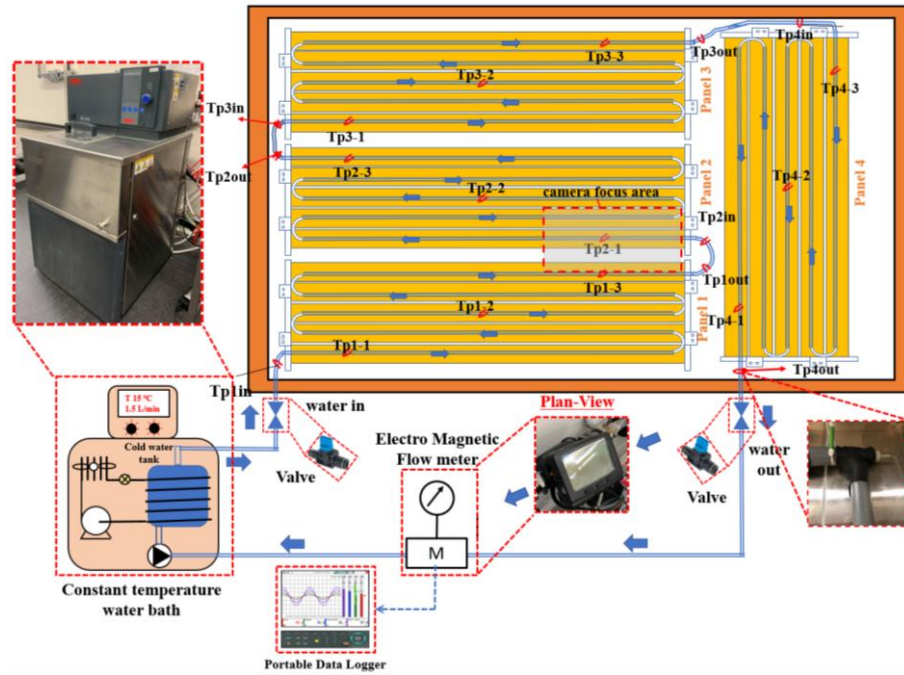 Tp4in
Tp3out
Tp3-3
Tp3-2
Tp4-3
Panel 3
Tp3in
Tp3-1
Tp2out
Tp2-3
Tp2-2
Panel 2
Panel 4
Tp4-2
camera focus area
Tp2in
Tp2-1
Tp1out
Tp1-3
Tp1-2
Panel 1
Tp4-1
Tp1-1
Tp1in
Tp4out
T 15 ℃
1.5 L/min
Cold water
tank
water in
Valve
Plan-View
Electro Magnetic
Flow meter
Valve
water
out
M
Constant temperature
water bath
Portable Data Logger